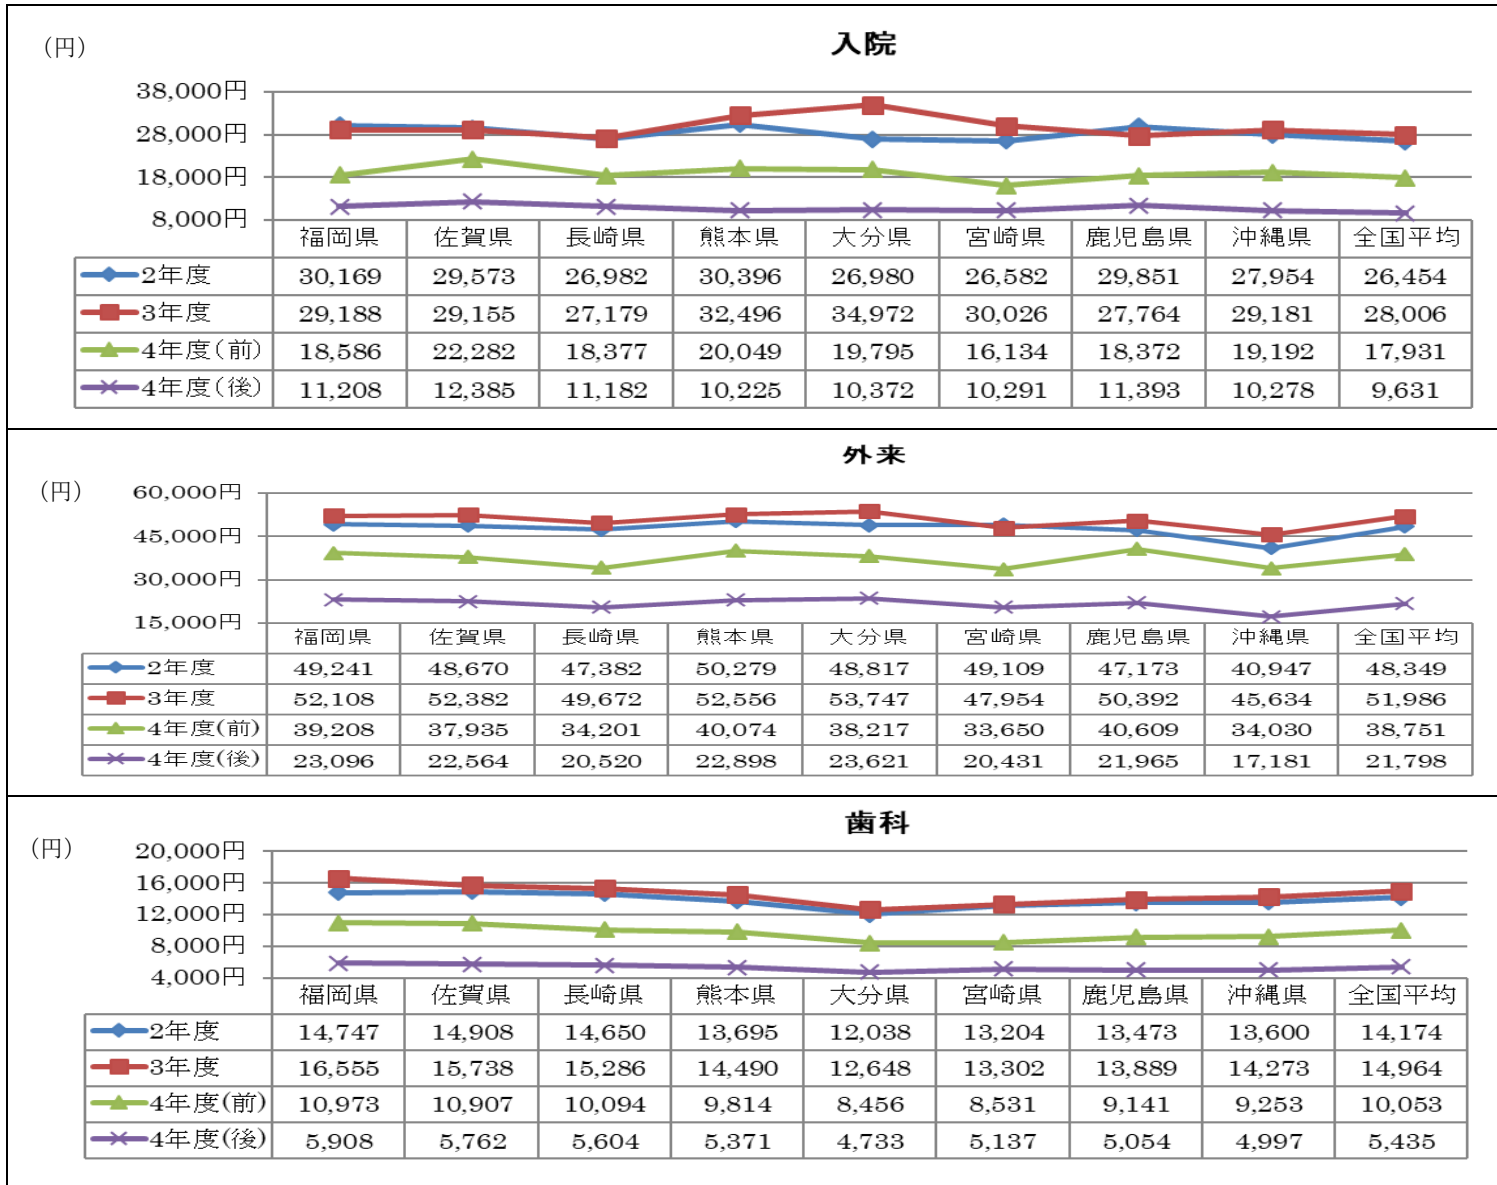 入院
（円）
38,000円
28,000円
18,000円
8,000円
福岡県 佐賀県 長崎県 熊本県 大分県 宮崎県 鹿児島県 沖縄県 全国平均
2年度 30,169 29,573 26,982 30,396 26,980 26,582 29,851 27,954 26,454
3年度 29,188 29,155 27,179 32,496 34,972 30,026 27,764 29,181 28,006
4年度(前) 18,586 22,282 18,377 20,049 19,795 16,134 18,372 19,192 17,931
4年度(後) 11,208 12,385 11,182 10,225 10,372 10,291 11,393 10,278 9,631
外来
（円）
60,000円
45,000円
30,000円
15,000円
福岡県 佐賀県 長崎県 熊本県 大分県 宮崎県 鹿児島県 沖縄県 全国平均
2年度 49,241 48,670 47,382 50,279 48,817 49,109 47,173 40,947 48,349
3年度 52,108 52,382 49,672 52,556 53,747 47,954 50,392 45,634 51,986
4年度(前) 39,208 37,935 34,201 40,074 38,217 33,650 40,609 34,030 38,751
4年度(後) 23,096 22,564 20,520 22,898 23,621 20,431 21,965 17,181 21,798
歯科
（円）
20,000円
16,000円
12,000円
8,000円
4,000円
福岡県 佐賀県 長崎県 熊本県 大分県 宮崎県 鹿児島県 沖縄県 全国平均
2年度 14,747 14,908 14,650 13,695 12,038 13,204 13,473 13,600 14,174
3年度 16,555 15,738 15,286 14,490 12,648 13,302 13,889 14,273 14,964
4年度(前) 10,973 10,907 10,094 9,814 8,456 8,531 9,141 9,253 10,053
4年度(後) 5,908 5,762 5,604 5,371 4,733 5,137 5,054 4,997 5,435